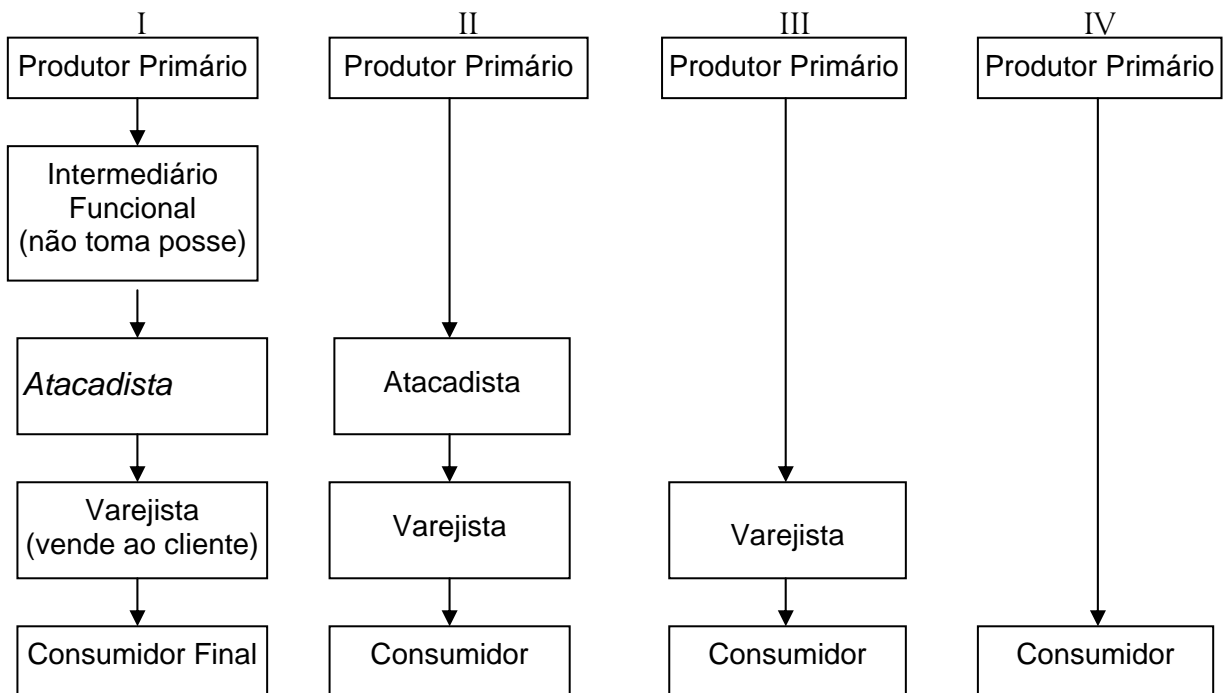 I
II
III
IV
Produtor Primário
Produtor Primário
Produtor Primário
Produtor Primário
Intermediário
Funcional
(não toma posse)
Atacadista
Atacadista
Varejista
(vende ao cliente)
Varejista
Varejista
Consumidor Final
Consumidor
Consumidor
Consumidor